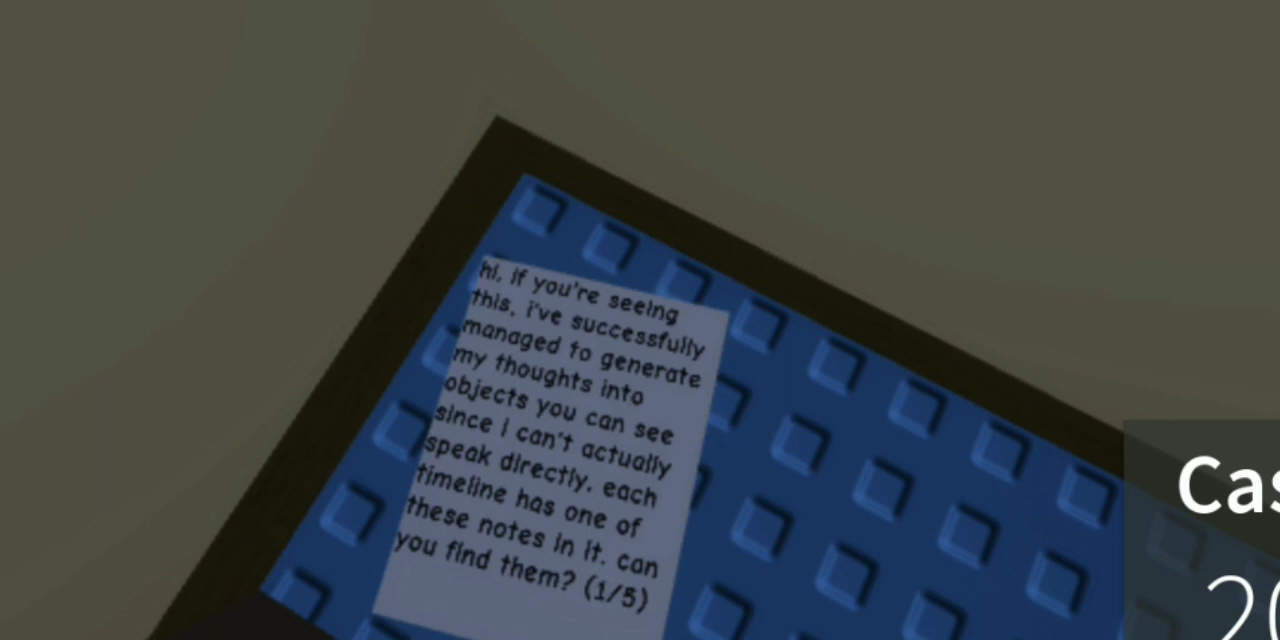 hi, if you're seeing
this, i've successfully
managed to generate
my thoughts into
objects you can see
since i can't actually
speak directly. each
timeline has one of
these notes in it. can
you find them? (1/5)